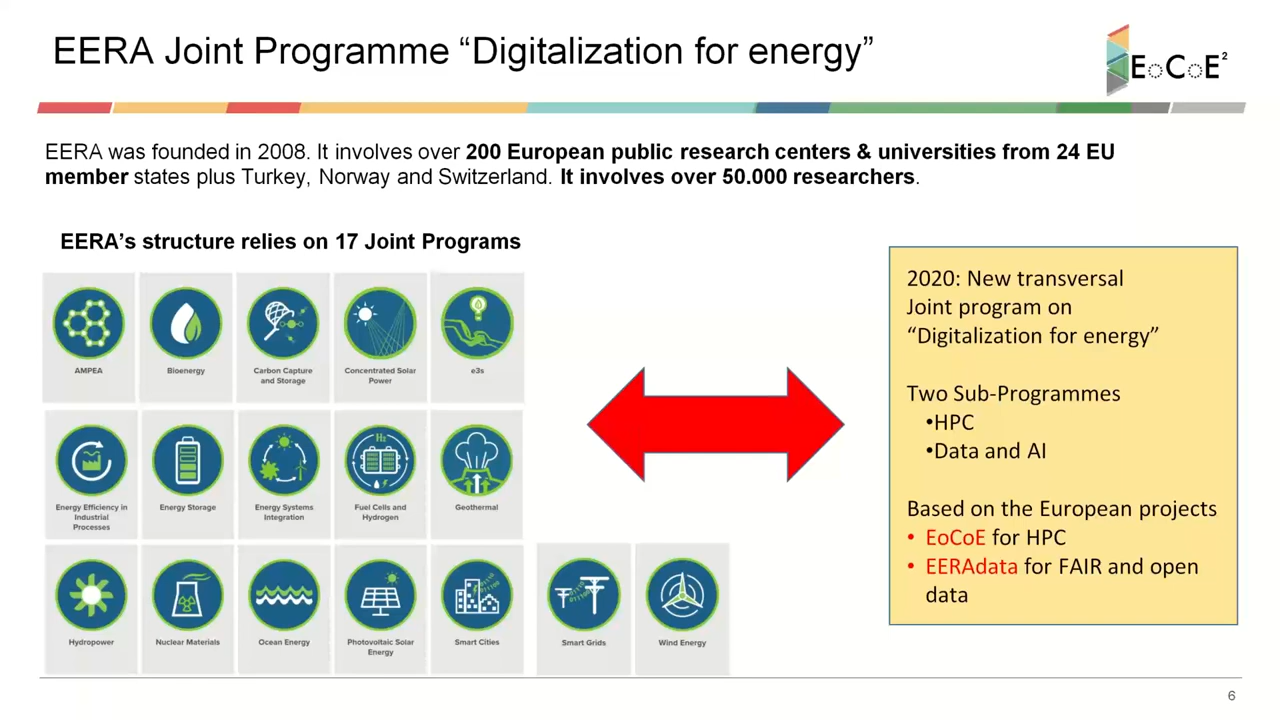 EERA Joint Programme “Digitalization for energy”
EoCoE²
EERA was founded in 2008. It involves over 200 European public research centers & universities from 24 EU
member states plus Turkey, Norway and Switzerland. It involves over 50.000 researchers.
EERA’s structure relies on 17 Joint Programs
AMPEA
Bioenergy
Carbon Capture
and Storage
Concentrated Solar
Power
e3s
H₂
Energy Efficiency in
Industrial
Processes
Energy Storage
Energy Systems
Integration
Fuel Cells and
Hydrogen
Geothermal
Hydropower
Nuclear Materials
Ocean Energy
Photovoltaic Solar
Energy
Smart Cities
Smart Grids
Wind Energy
2020: New transversal
Joint program on
“Digitalization for energy”
Two Sub-Programmes
•HPC
•Data and AI
Based on the European projects
• EoCoE for HPC
• EERAdata for FAIR and open
data
6